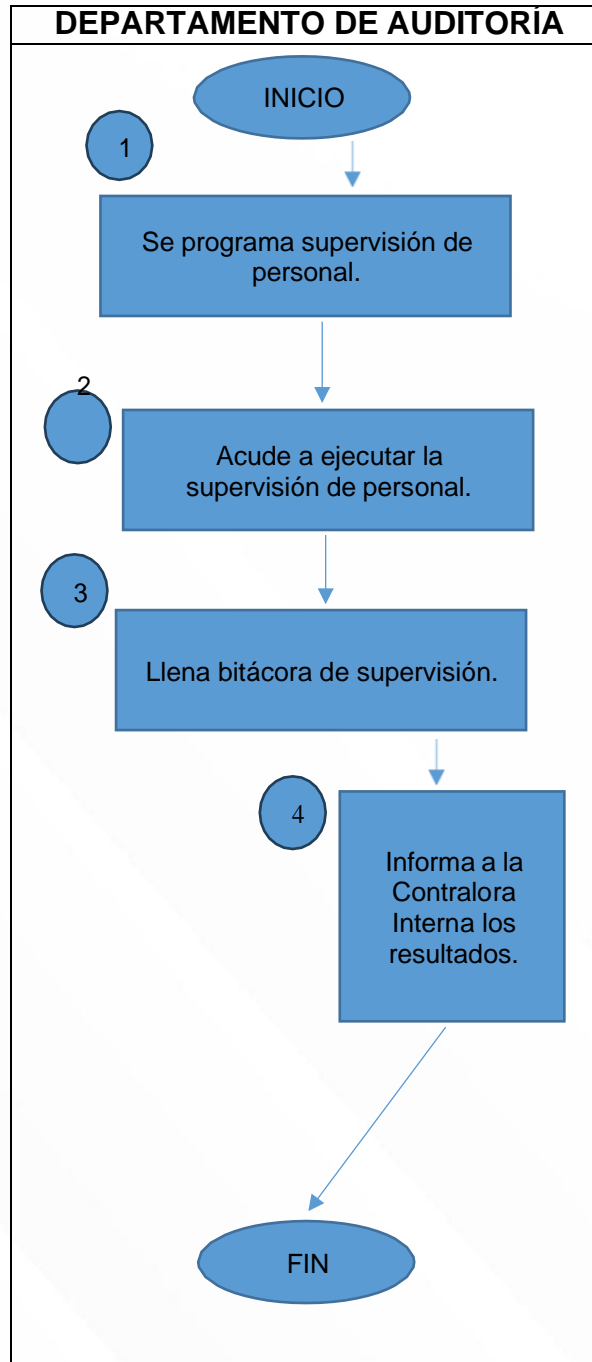 DEPARTAMENTO DE AUDITORÍA
INICIO
1
Se programa supervisión de
personal.
2
Acude a ejecutar la
supervisión de personal.
3
Llena bitácora de supervisión.
4
Informa a la
Contralora
Interna los
resultados.
FIN